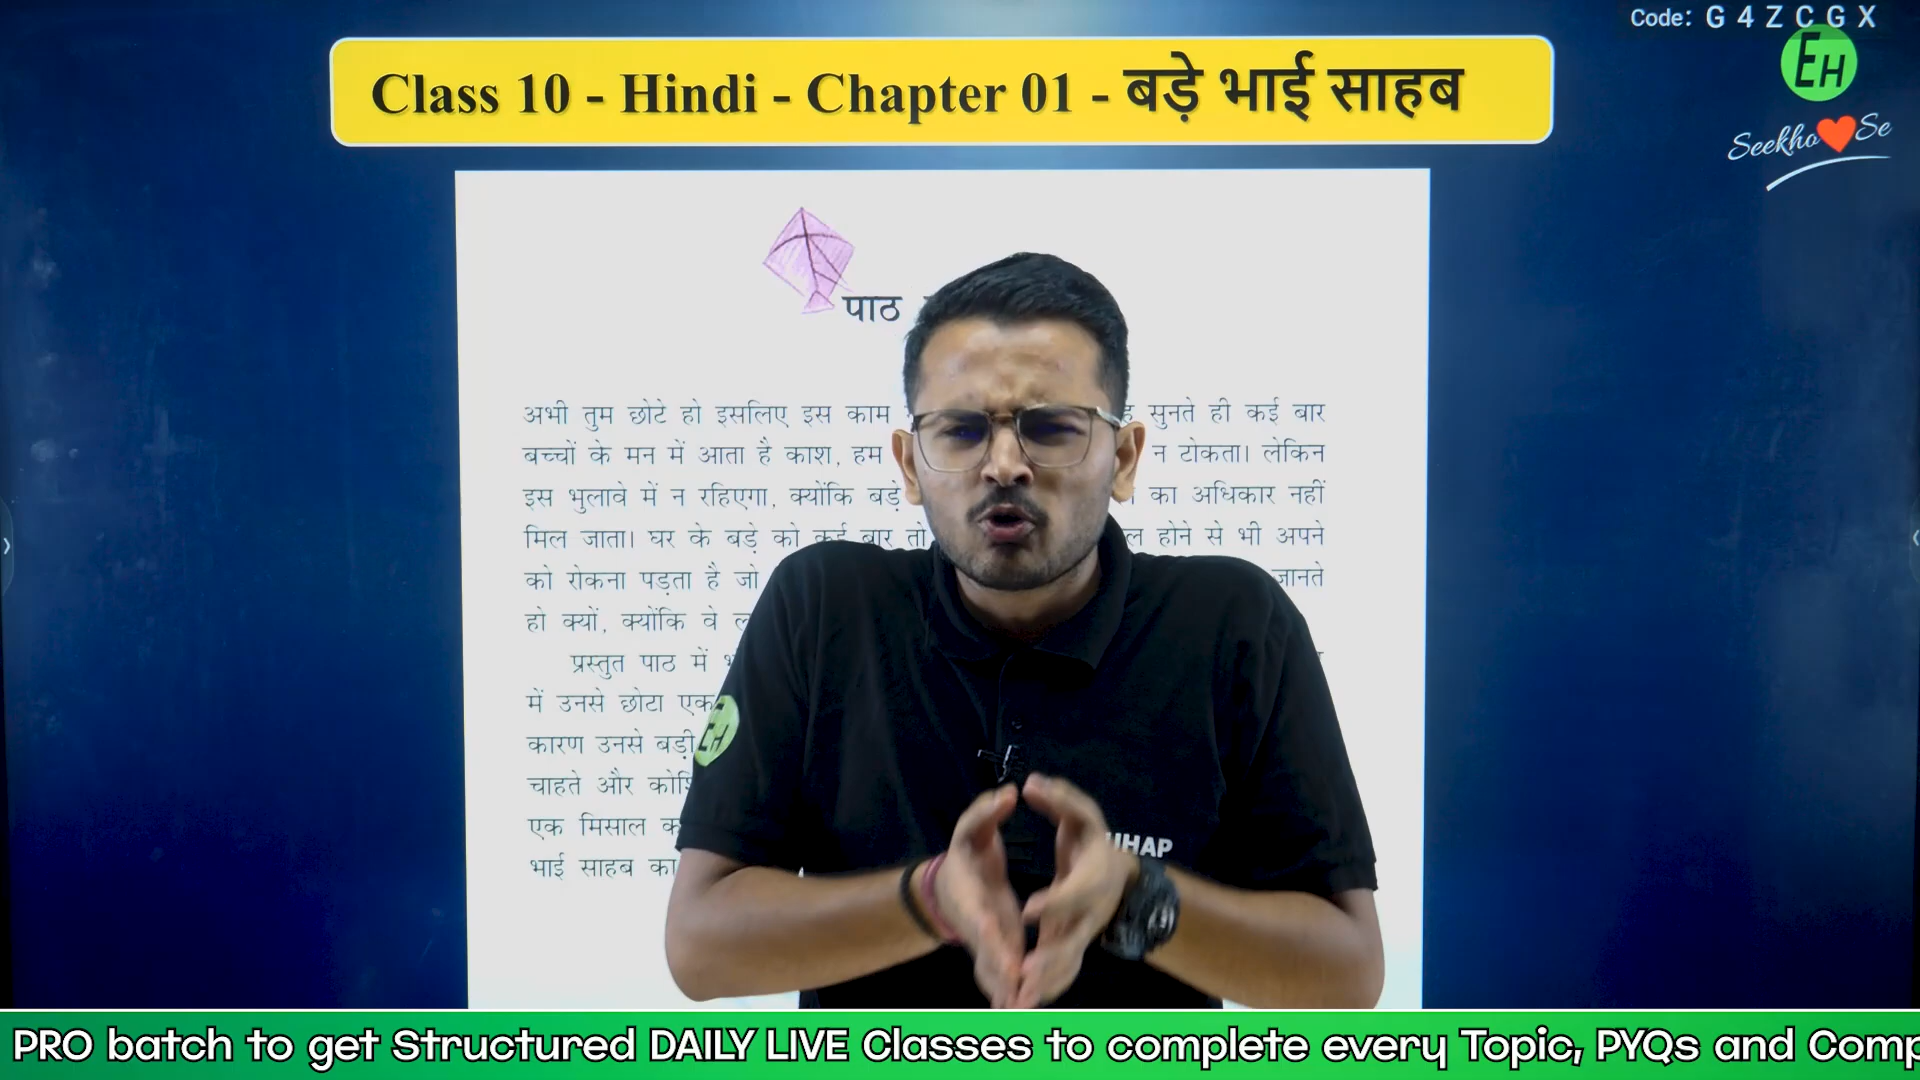 Code: G 4 Z C G X
EH
Class 10 - Hindi - Chapter 01 - बड़े भाई साहब
Seekho Se
पाठ
अभी तुम छोटे हो इसलिए इस काम सुनते ही कई बार
बच्चों के मन में आता है काश, हम न टोकता। लेकिन
इस भुलावे में न रहिएगा, क्योंकि बड़े का अधिकार नहीं
मिल जाता। घर के बड़े को कई बार तो होने से भी अपने
को रोकना पड़ता है जो जानते
हो क्यों, क्योंकि वे
प्रस्तुत पाठ में
में उनसे छोटा एक
कारण उनसे बड़ी
चाहते और
एक मिसाल
भाई साहब का
EH
PRO batch to get Structured DAILY LIVE Classes to complete every Topic, PYQs and